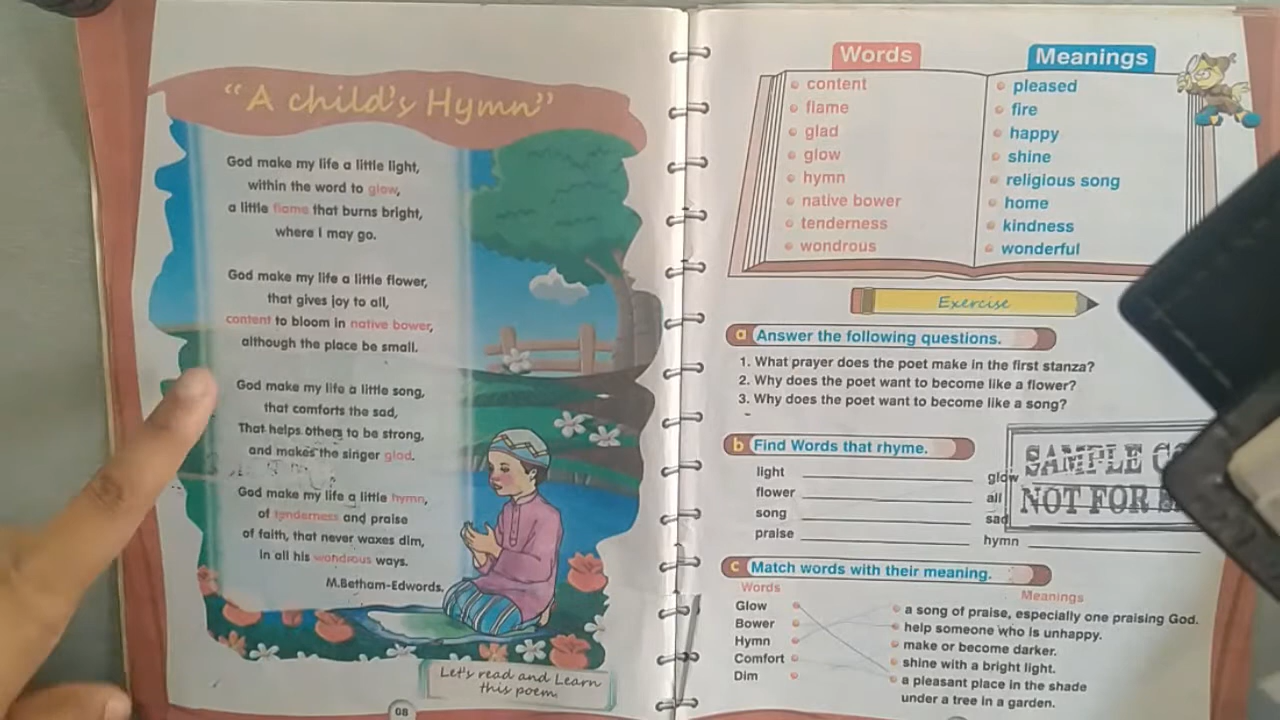 "A child's Hymn"
God make my life a little light,
within the word to glow,
a little flame that burns bright,
where I may go.
God make my life a little flower,
that gives joy to all,
content to bloom in native bower,
although the place be small.
God make my life a little song,
that comforts the sad,
That helps others to be strong,
and makes the singer glad.
God make my life a little hymn,
of tenderness and praise
of faith, that never waxes dim,
In all his wondrous ways.
M.Betham-Edwords.
Let's read and Learn
this poem.
08
Words
Meanings
content pleased
flame fire
glad happy
glow shine
hymn religious song
native bower home
tenderness kindness
wondrous wonderful
Exercise
a Answer the following questions.
1. What prayer does the poet make in the first stanza?
2. Why does the poet want to become like a flower?
3. Why does the poet want to become like a song?
b Find Words that rhyme.
light glow
flower all
song sad
praise hymn
SAMPLE
NOT FOR
c Match words with their meaning.
Words
Meanings
Glow a song of praise, especially one praising God.
Bower help someone who is unhappy.
Hymn make or become darker.
Comfort shine with a bright light.
Dim a pleasant place in the shade
under a tree in a garden.